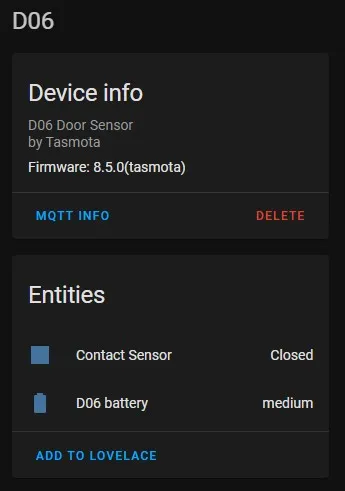 D06
Device info
D06 Door Sensor
by Tasmota
Firmware: 8.5.0(tasmota)
MQTT INFO DELETE
Entities
Contact Sensor Closed
D06 battery medium
ADD TO LOVELACE